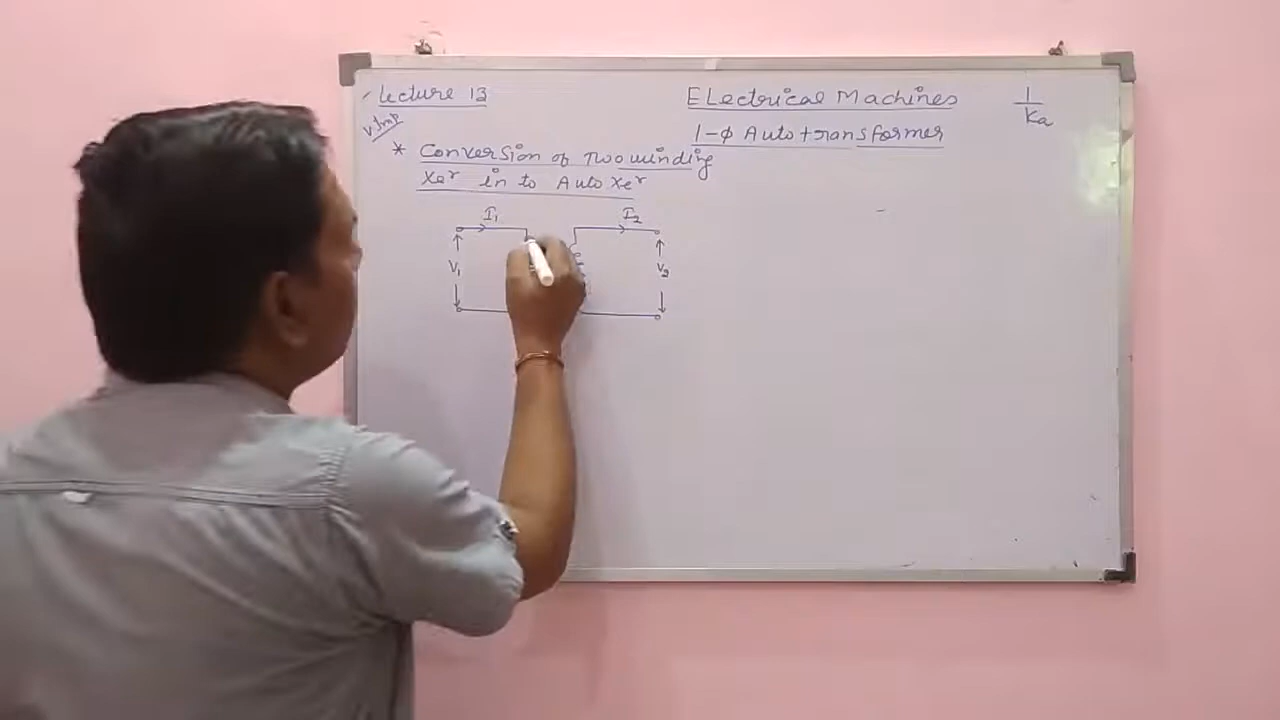 Lecture 13
Electrical Machines
1
Ka
V Imp
1-φ Autotransformer
* Conversion of Two winding
Xer in to Auto Xer
I1
I2
V1
V2